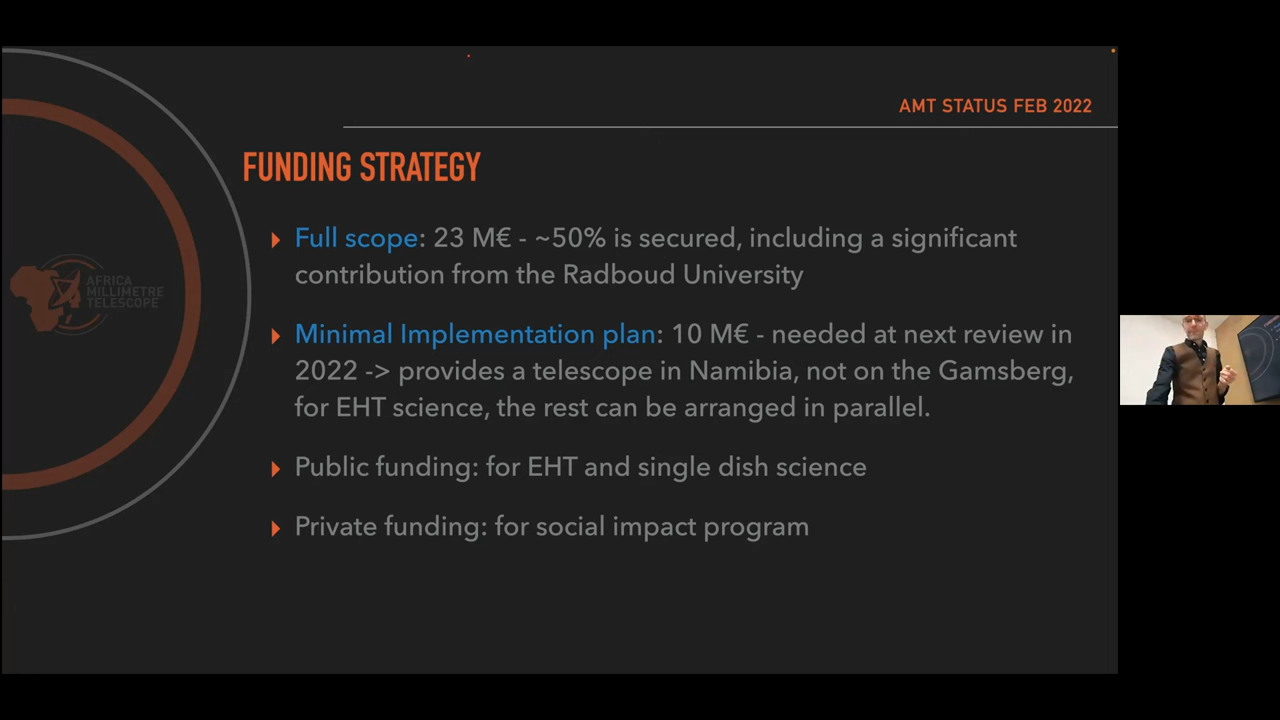 AMT STATUS FEB 2022
FUNDING STRATEGY
Full scope: 23 M€ - ~50% is secured, including a significant
contribution from the Radboud University
Minimal Implementation plan: 10 M€ - needed at next review in
2022 -> provides a telescope in Namibia, not on the Gamsberg,
for EHT science, the rest can be arranged in parallel.
Public funding: for EHT and single dish science
Private funding: for social impact program
AFRICA
MILLIMETRE
TELESCOPE